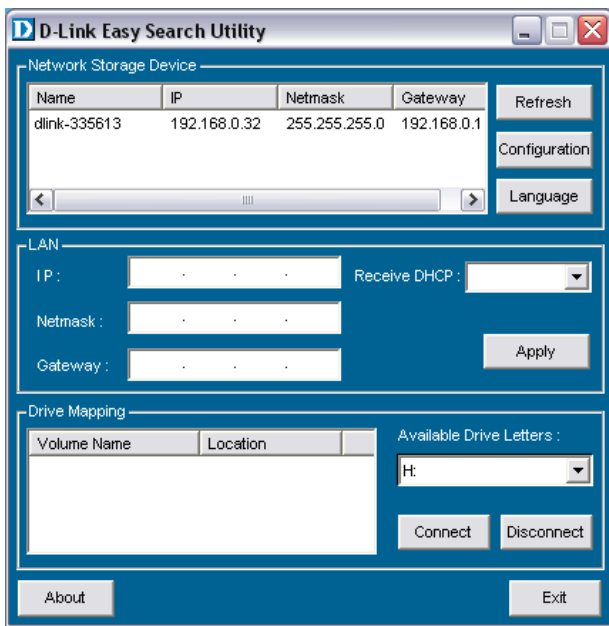 D D-Link Easy Search Utility
Network Storage Device
Name IP Netmask Gateway
dlink-335613 192.168.0.32 255.255.255.0 192.168.0.1
Refresh
Configuration
Language
LAN
IP:
Receive DHCP :
Netmask :
Gateway :
Apply
Drive Mapping
Volume Name Location
Available Drive Letters :
H:
Connect Disconnect
About Exit